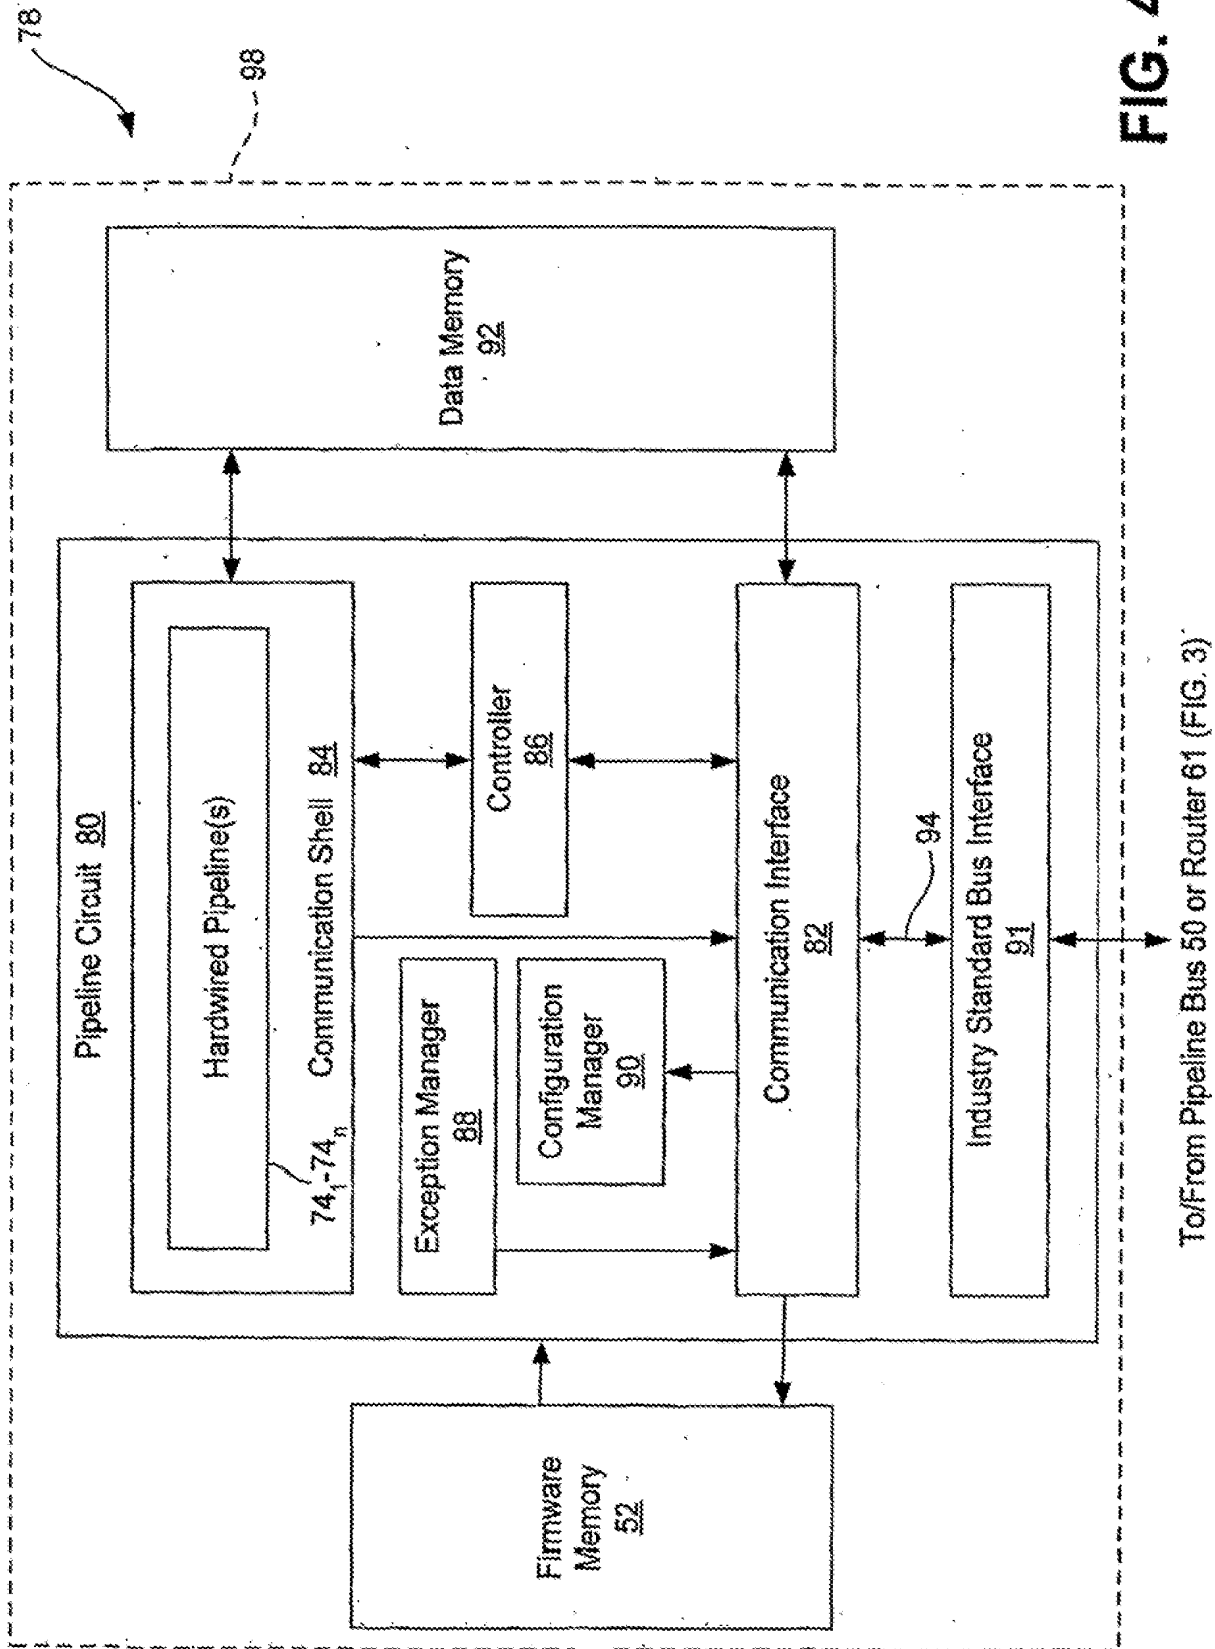 78
98
Pipeline Circuit 80
Hardwired Pipeline(s)
74₁-74ₙ
Communication Shell 84
Controller
86
Exception Manager
88
Configuration
Manager
90
Communication Interface
82
94
Industry Standard Bus Interface
91
Firmware
Memory
52
Data Memory
92
To/From Pipeline Bus 50 or Router 61 (FIG. 3)
FIG. 4